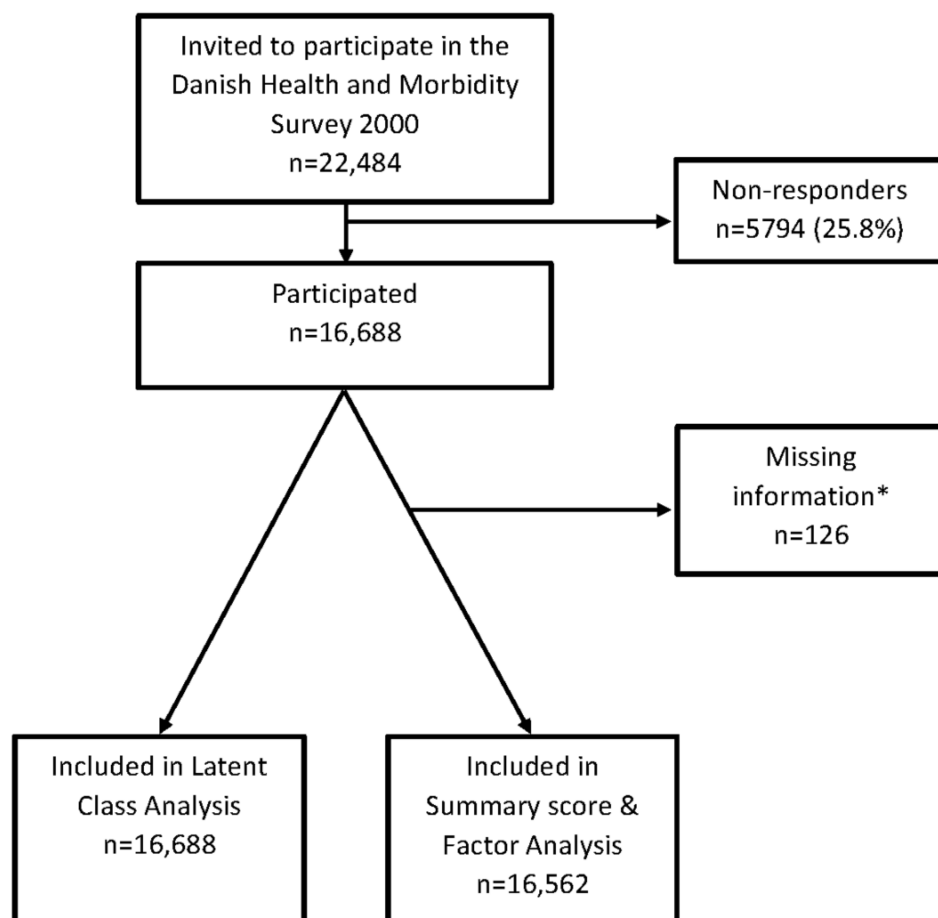 Invited to participate in the
Danish Health and Morbidity
Survey 2000
n=22,484
Non-responders
n=5794 (25.8%)
Participated
n=16,688
Missing
information*
n=126
Included in Latent
Class Analysis
n=16,688
Included in
Summary score &
Factor Analysis
n=16,562